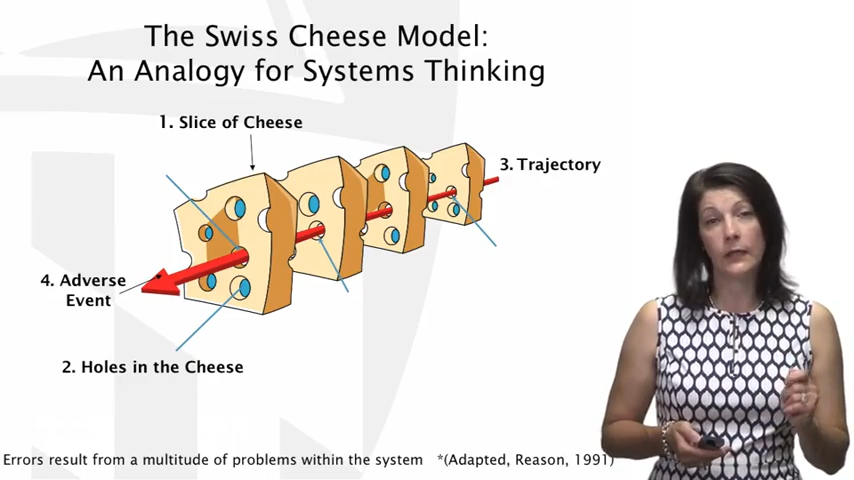 The Swiss Cheese Model:
An Analogy for Systems Thinking
1. Slice of Cheese
3. Trajectory
4. Adverse
Event
2. Holes in the Cheese
Errors result from a multitude of problems within the system *(Adapted, Reason, 1991)